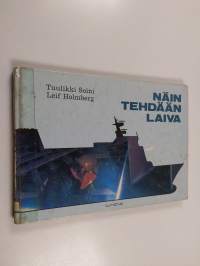 Tuulikki Soini
Leif Holmberg
NÄIN
TEHDÄÄN
LAIVA